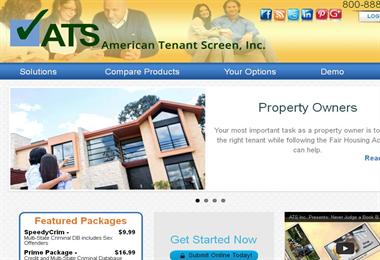 800-888
LOG
ATS
American Tenant Screen, Inc.
Solutions
Compare Products
Your Options
Demo
Property Owners
Your most important task as a property owner is to
the right tenant while following the Fair Housing Ac
can help.
Read
Featured Packages
SpeedyCrim - $9.99
Multi-State Criminal DB includes Sex
Offenders
Prime Package - $16.99
Credit and Multi-State Criminal Database
Get Started Now
Submit Online Today!
ATS Inc. Presents: Never Judge a Book B